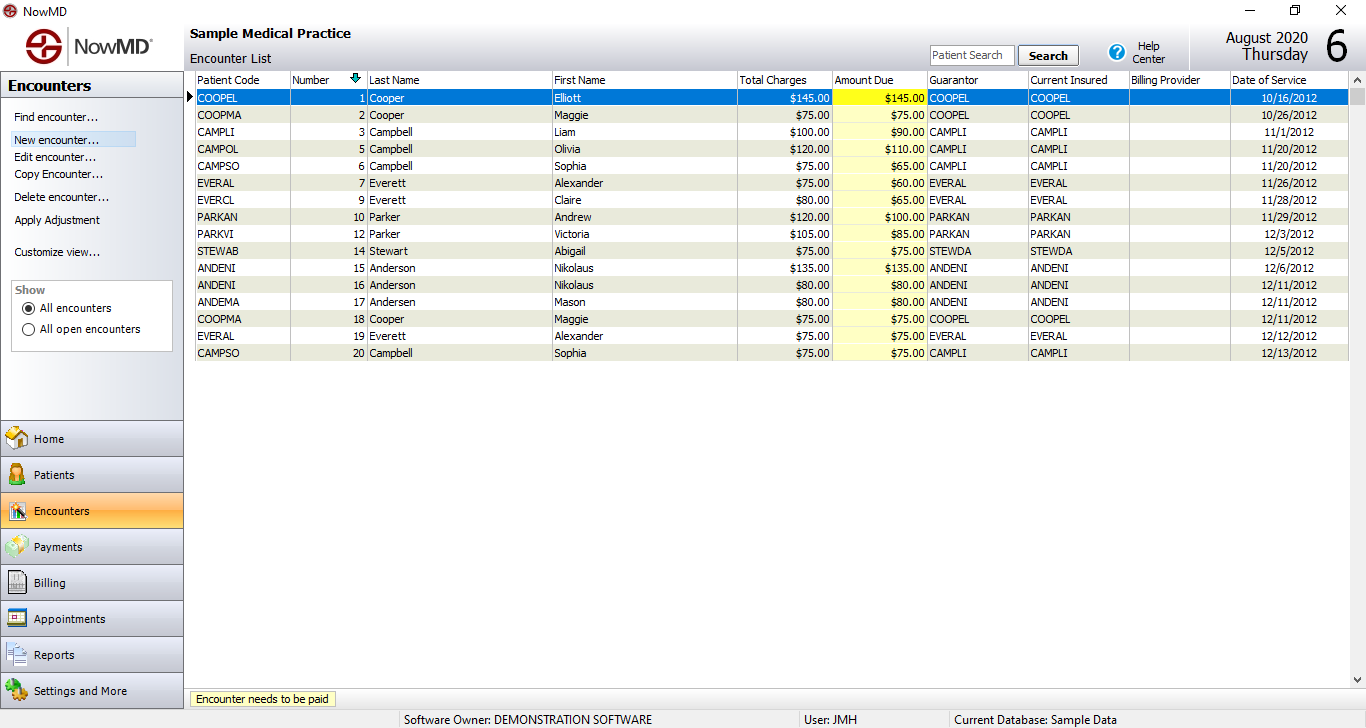 NowMD
NowMD®
Sample Medical Practice
Encounter List
Patient Search
Search
Help
Center
August 2020
Thursday
6
Encounters
Find encounter...
New encounter...
Edit encounter...
Copy Encounter...
Delete encounter...
Apply Adjustment
Customize view...
Show
All encounters
All open encounters
Home
Patients
Encounters
Payments
Billing
Appointments
Reports
Settings and More
Patient Code Number Last Name First Name Total Charges Amount Due Guarantor Current Insured Billing Provider Date of Service
COOPEL 1 Cooper Elliott $145.00 $145.00 COOPEL COOPEL 10/16/2012
COOPMA 2 Cooper Maggie $75.00 $75.00 COOPEL COOPEL 10/26/2012
CAMPLI 3 Campbell Liam $100.00 $90.00 CAMPLI CAMPLI 11/1/2012
CAMPOL 5 Campbell Olivia $120.00 $110.00 CAMPLI CAMPLI 11/20/2012
CAMPSO 6 Campbell Sophia $75.00 $65.00 CAMPLI CAMPLI 11/20/2012
EVERAL 7 Everett Alexander $75.00 $60.00 EVERAL EVERAL 11/26/2012
EVERCL 9 Everett Claire $80.00 $65.00 EVERAL EVERAL 11/28/2012
PARKAN 10 Parker Andrew $120.00 $100.00 PARKAN PARKAN 11/29/2012
PARKVI 12 Parker Victoria $105.00 $85.00 PARKAN PARKAN 12/3/2012
STEWAB 14 Stewart Abigail $75.00 $75.00 STEWDA STEWDA 12/5/2012
ANDENI 15 Anderson Nikolaus $135.00 $135.00 ANDENI ANDENI 12/6/2012
ANDENI 16 Anderson Nikolaus $80.00 $80.00 ANDENI ANDENI 12/11/2012
ANDEMA 17 Andersen Mason $80.00 $80.00 ANDENI ANDENI 12/11/2012
COOPMA 18 Cooper Maggie $75.00 $75.00 COOPEL COOPEL 12/11/2012
EVERAL 19 Everett Alexander $75.00 $75.00 EVERAL EVERAL 12/12/2012
CAMPSO 20 Campbell Sophia $75.00 $75.00 CAMPLI CAMPLI 12/13/2012
Encounter needs to be paid
Software Owner: DEMONSTRATION SOFTWARE User: JMH Current Database: Sample Data